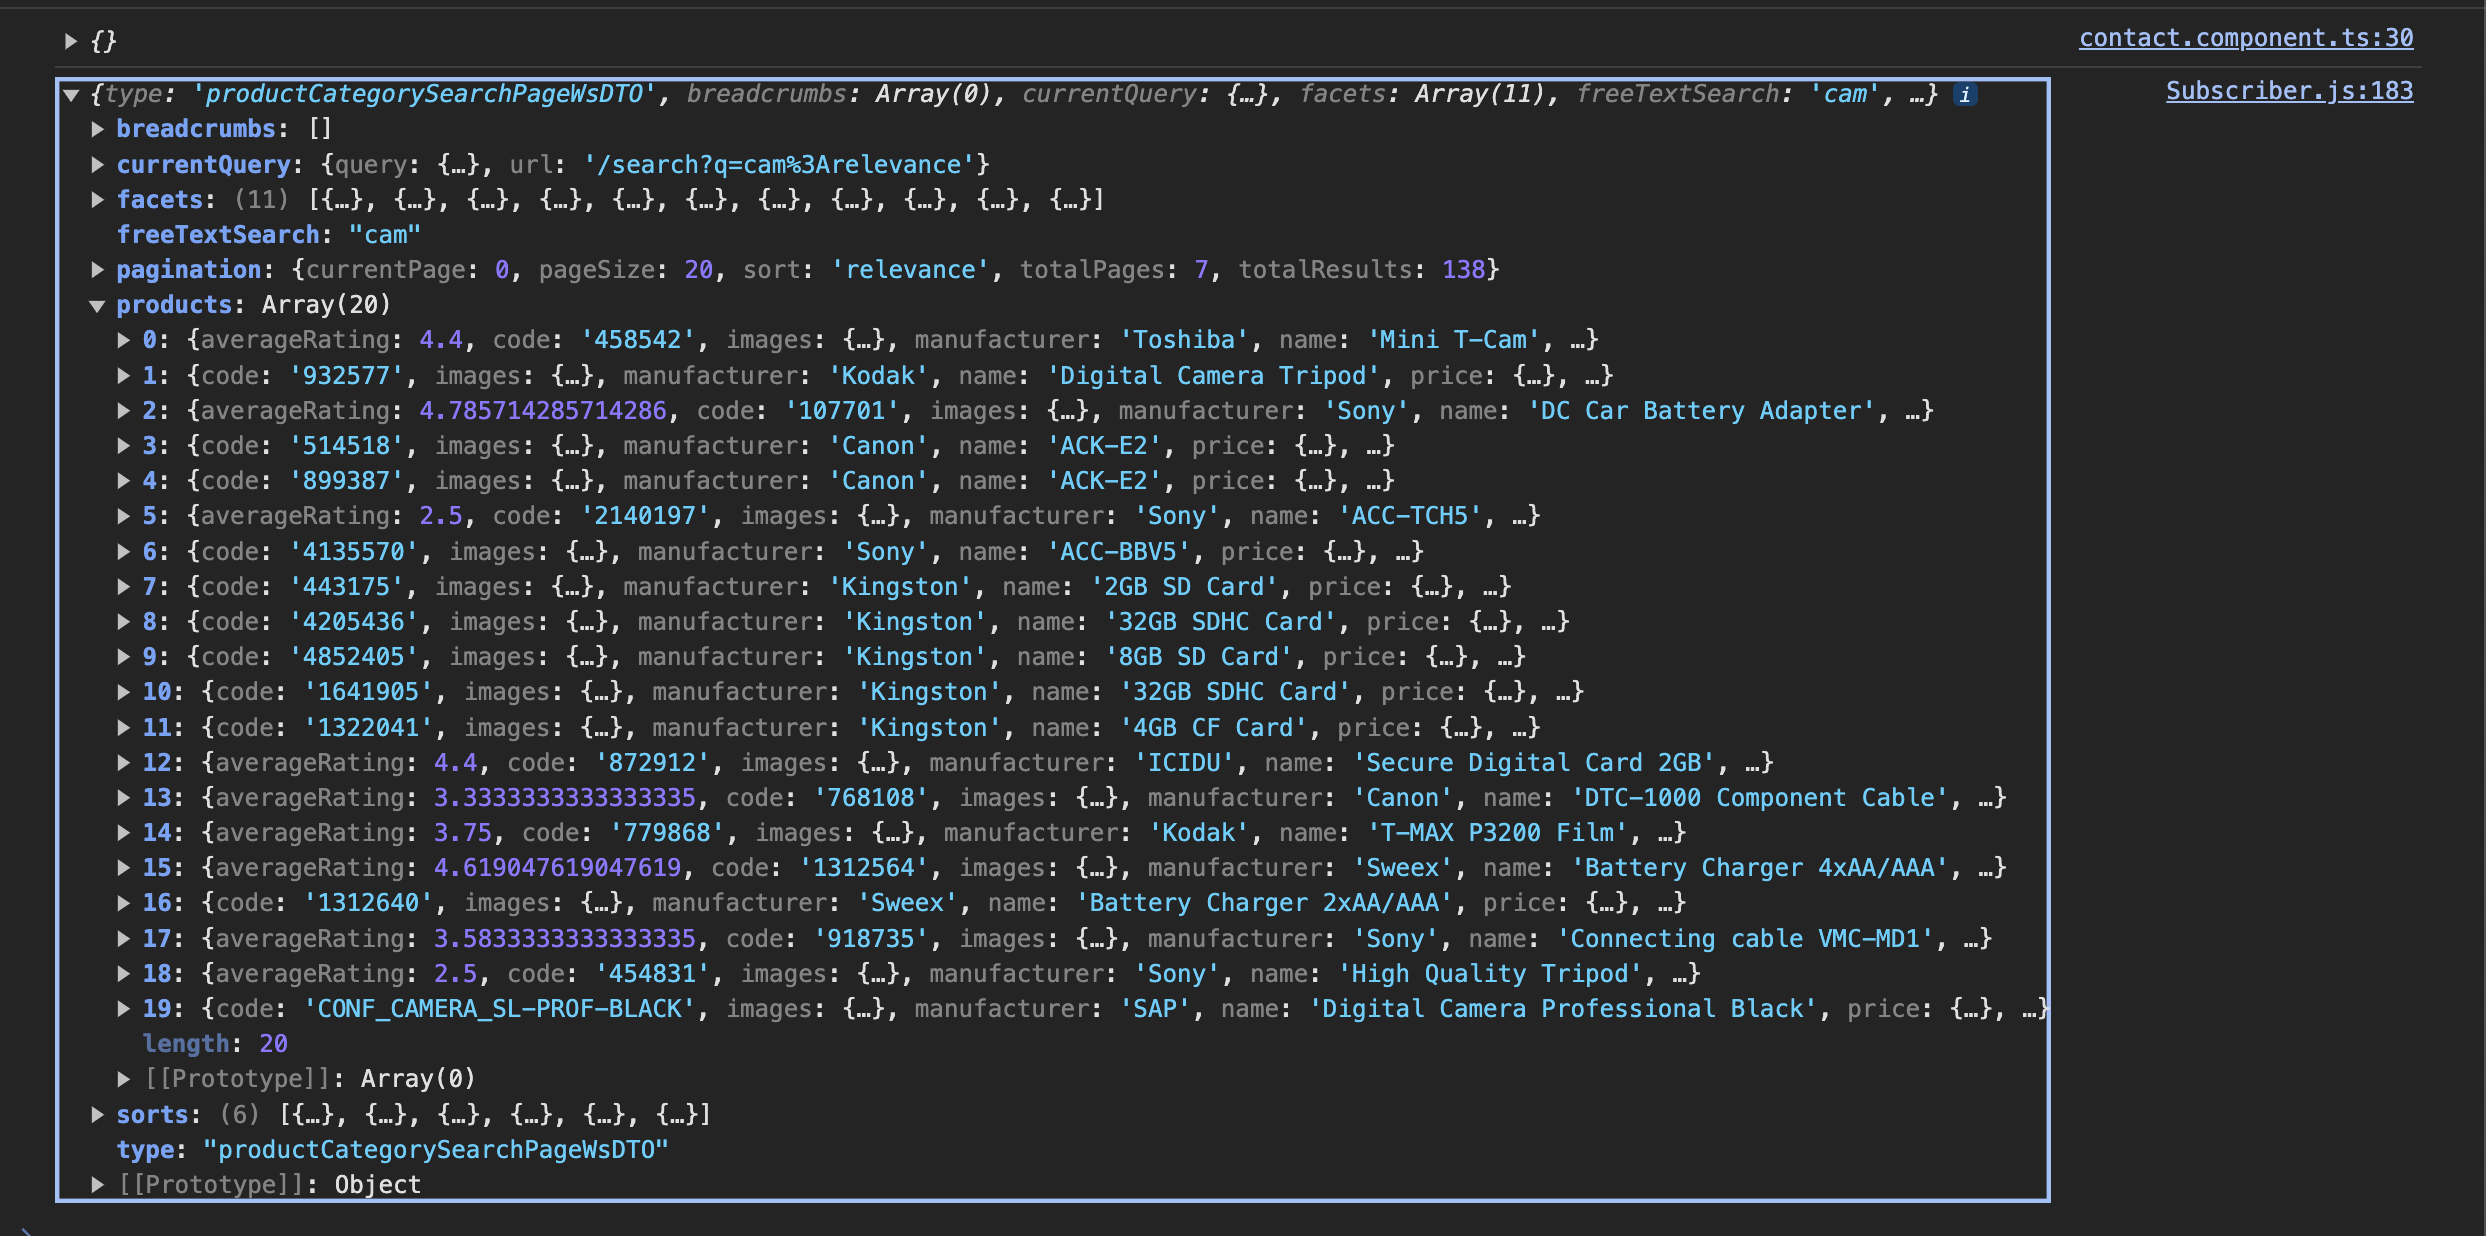 ▶ {} contact.component.ts:30
▼ {type: 'productCategorySearchPageWsDTO', breadcrumbs: Array(0), currentQuery: {…}, facets: Array(11), freeTextSearch: 'cam', …} i Subscriber.js:183
▶ breadcrumbs: []
▶ currentQuery: {query: {…}, url: '/search?q=cam%3Arelevance'}
▶ facets: (11) [{…}, {…}, {…}, {…}, {…}, {…}, {…}, {…}, {…}, {…}, {…}]
freeTextSearch: "cam"
▶ pagination: {currentPage: 0, pageSize: 20, sort: 'relevance', totalPages: 7, totalResults: 138}
▼ products: Array(20)
▶ 0: {averageRating: 4.4, code: '458542', images: {…}, manufacturer: 'Toshiba', name: 'Mini T-Cam', …}
▶ 1: {code: '932577', images: {…}, manufacturer: 'Kodak', name: 'Digital Camera Tripod', price: {…}, …}
▶ 2: {averageRating: 4.785714285714286, code: '107701', images: {…}, manufacturer: 'Sony', name: 'DC Car Battery Adapter', …}
▶ 3: {code: '514518', images: {…}, manufacturer: 'Canon', name: 'ACK-E2', price: {…}, …}
▶ 4: {code: '899387', images: {…}, manufacturer: 'Canon', name: 'ACK-E2', price: {…}, …}
▶ 5: {averageRating: 2.5, code: '2140197', images: {…}, manufacturer: 'Sony', name: 'ACC-TCH5', …}
▶ 6: {code: '4135570', images: {…}, manufacturer: 'Sony', name: 'ACC-BBV5', price: {…}, …}
▶ 7: {code: '443175', images: {…}, manufacturer: 'Kingston', name: '2GB SD Card', price: {…}, …}
▶ 8: {code: '4205436', images: {…}, manufacturer: 'Kingston', name: '32GB SDHC Card', price: {…}, …}
▶ 9: {code: '4852405', images: {…}, manufacturer: 'Kingston', name: '8GB SD Card', price: {…}, …}
▶ 10: {code: '1641905', images: {…}, manufacturer: 'Kingston', name: '32GB SDHC Card', price: {…}, …}
▶ 11: {code: '1322041', images: {…}, manufacturer: 'Kingston', name: '4GB CF Card', price: {…}, …}
▶ 12: {averageRating: 4.4, code: '872912', images: {…}, manufacturer: 'ICIDU', name: 'Secure Digital Card 2GB', …}
▶ 13: {averageRating: 3.3333333333333335, code: '768108', images: {…}, manufacturer: 'Canon', name: 'DTC-1000 Component Cable', …}
▶ 14: {averageRating: 3.75, code: '779868', images: {…}, manufacturer: 'Kodak', name: 'T-MAX P3200 Film', …}
▶ 15: {averageRating: 4.619047619047619, code: '1312564', images: {…}, manufacturer: 'Sweex', name: 'Battery Charger 4xAA/AAA', …}
▶ 16: {code: '1312640', images: {…}, manufacturer: 'Sweex', name: 'Battery Charger 2xAA/AAA', price: {…}, …}
▶ 17: {averageRating: 3.5833333333333335, code: '918735', images: {…}, manufacturer: 'Sony', name: 'Connecting cable VMC-MD1', …}
▶ 18: {averageRating: 2.5, code: '454831', images: {…}, manufacturer: 'Sony', name: 'High Quality Tripod', …}
▶ 19: {code: 'CONF_CAMERA_SL-PROF-BLACK', images: {…}, manufacturer: 'SAP', name: 'Digital Camera Professional Black', price: {…}, …}
length: 20
▶ [[Prototype]]: Array(0)
▶ sorts: (6) [{…}, {…}, {…}, {…}, {…}, {…}]
type: "productCategorySearchPageWsDTO"
▶ [[Prototype]]: Object